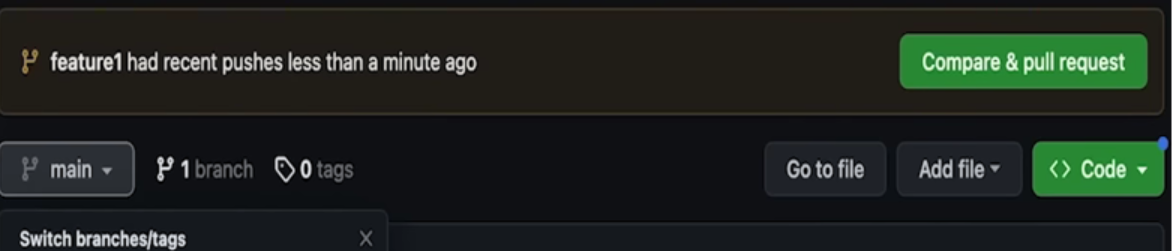 feature1 had recent pushes less than a minute ago
Compare & pull request
main
1 branch
0 tags
Go to file
Add file
<> Code
Switch branches/tags